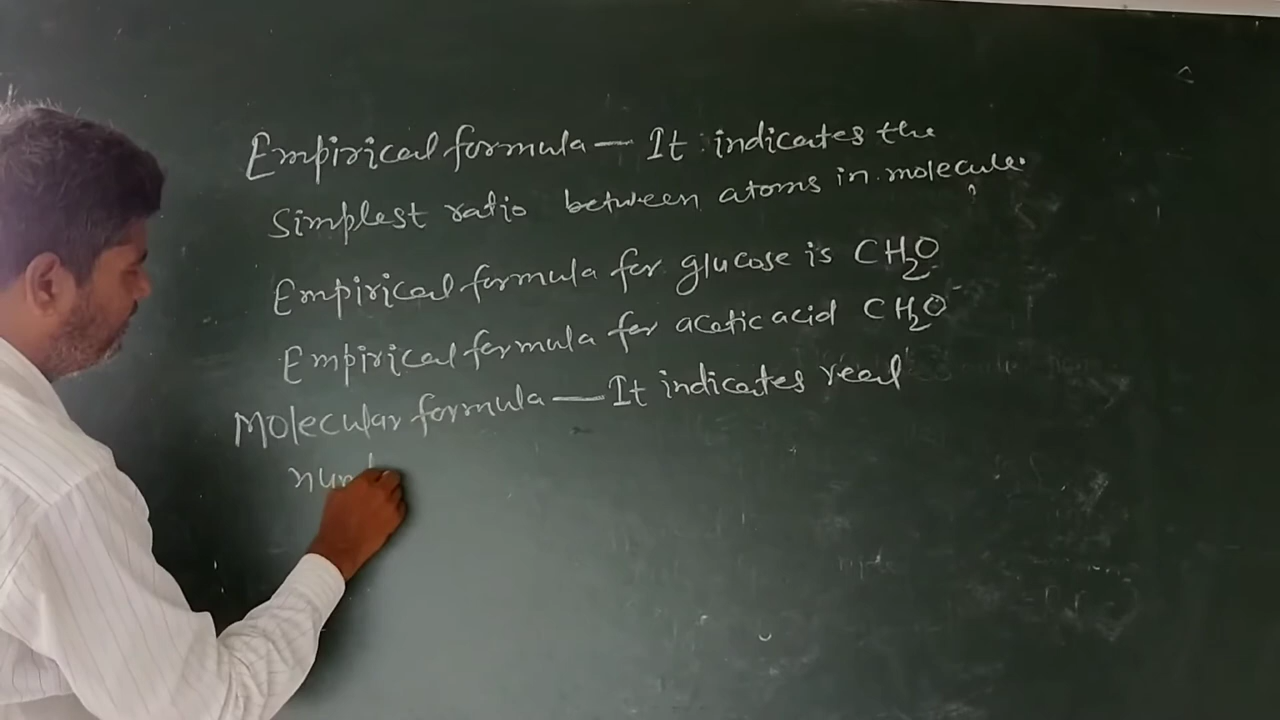 Empirical formula — It indicates the
Simplest ratio between atoms in molecule.
Empirical formula for glucose is CH₂O
Empirical formula for acetic acid CH₂O
Molecular formula — It indicates real